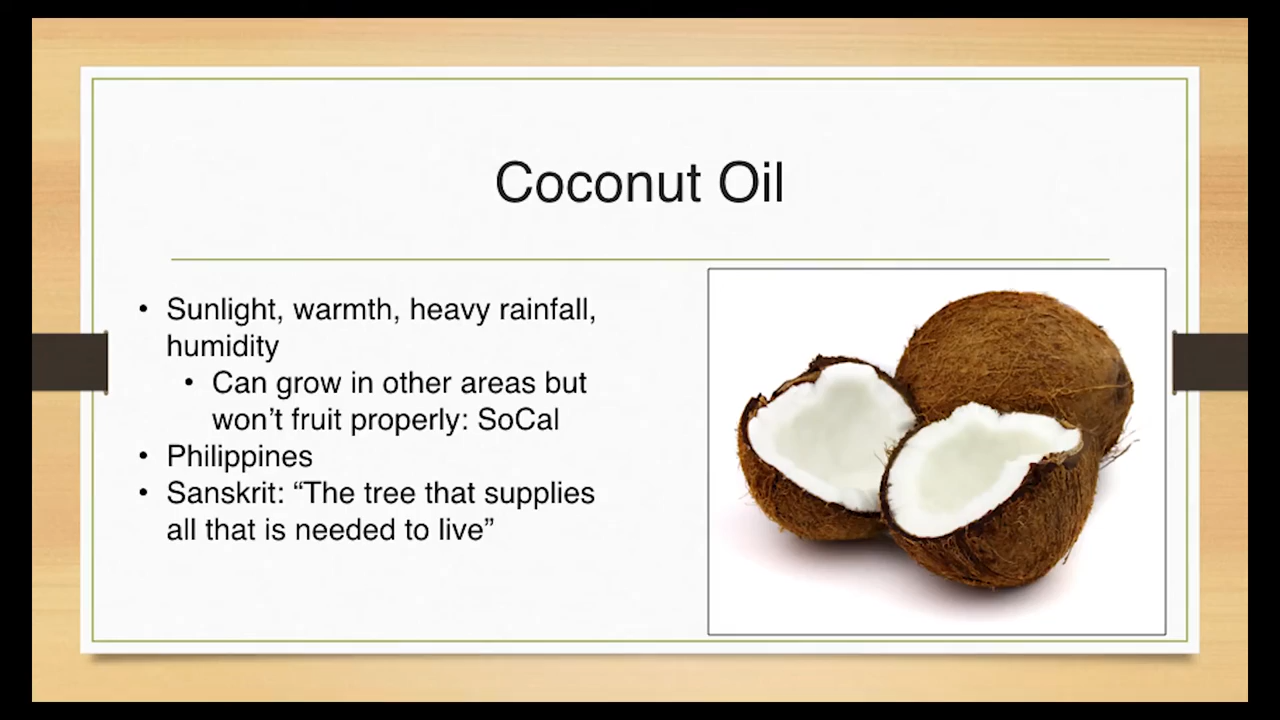 Coconut Oil
• Sunlight, warmth, heavy rainfall,
humidity
• Can grow in other areas but
won’t fruit properly: SoCal
• Philippines
• Sanskrit: “The tree that supplies
all that is needed to live”